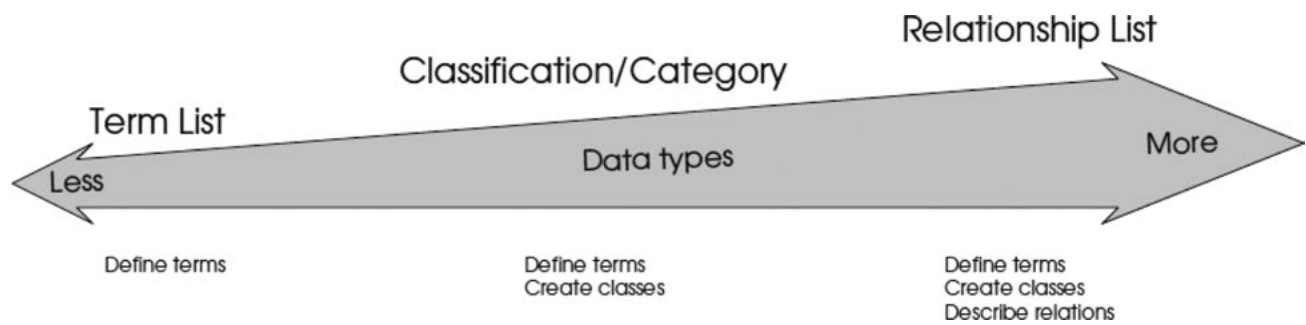 Relationship List
Classification/Category
Term List
More
Data types
Less
Define terms
Define terms
Create classes
Define terms
Create classes
Describe relations